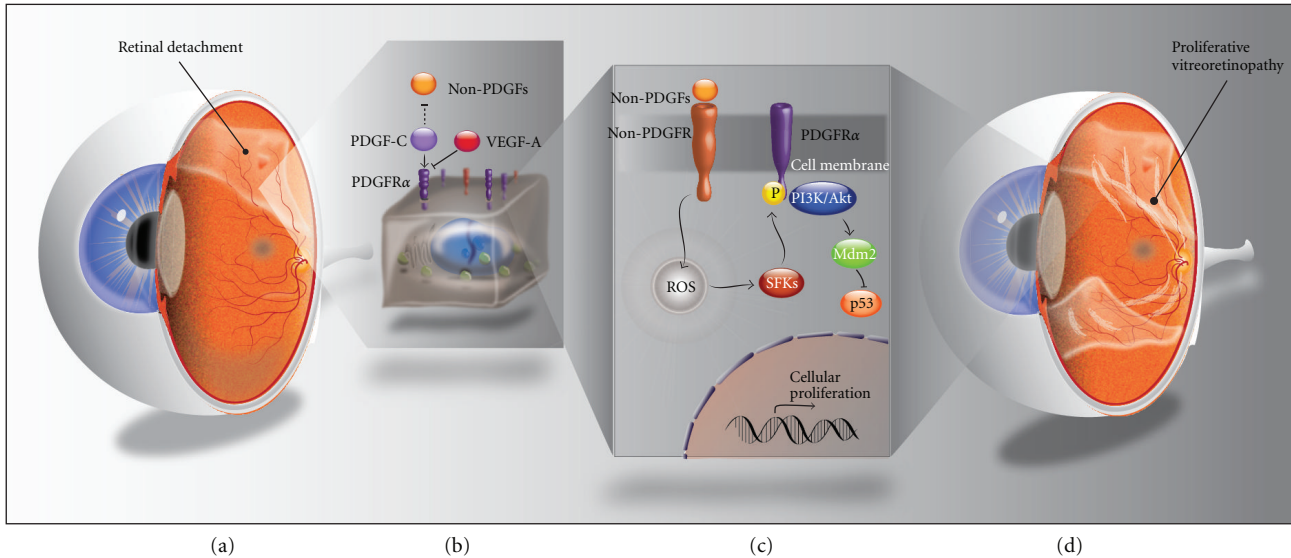 Retinal detachment
Non-PDGFs
PDGF-C
VEGF-A
PDGFRα
Non-PDGFs
Non-PDGFR
PDGFRα
Cell membrane
P
PI3K/Akt
Mdm2
ROS
SFKs
p53
Cellular
proliferation
Proliferative
vitreoretinopathy
(a)
(b)
(c)
(d)